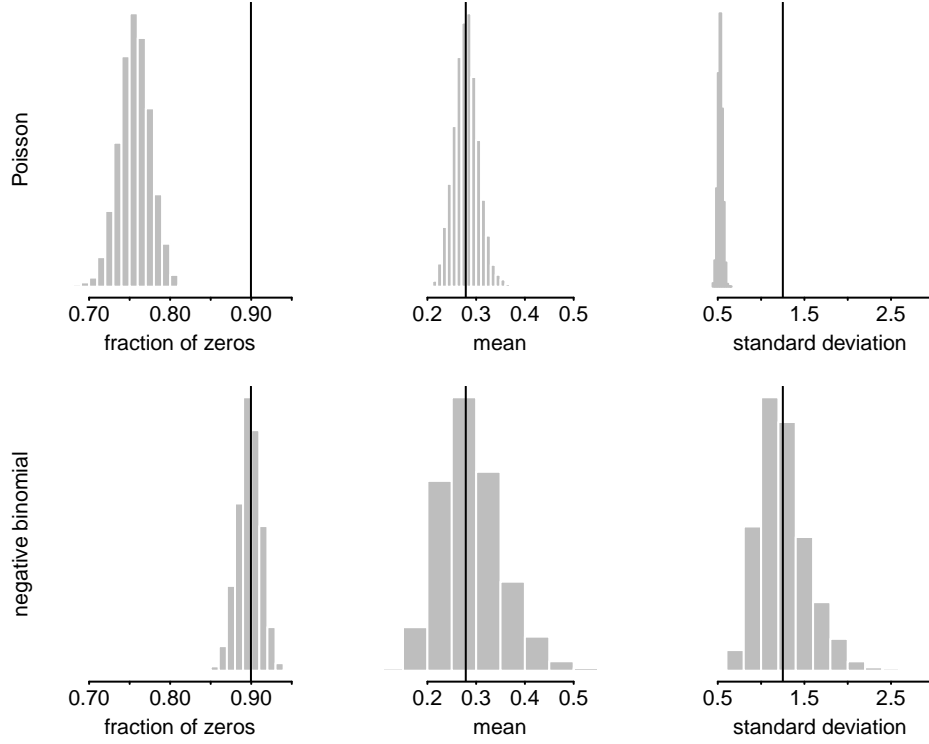 Poisson
0.70 0.80 0.90
fraction of zeros
0.2 0.3 0.4 0.5
mean
0.5 1.5 2.5
standard deviation
negative binomial
0.70 0.80 0.90
fraction of zeros
0.2 0.3 0.4 0.5
mean
0.5 1.5 2.5
standard deviation